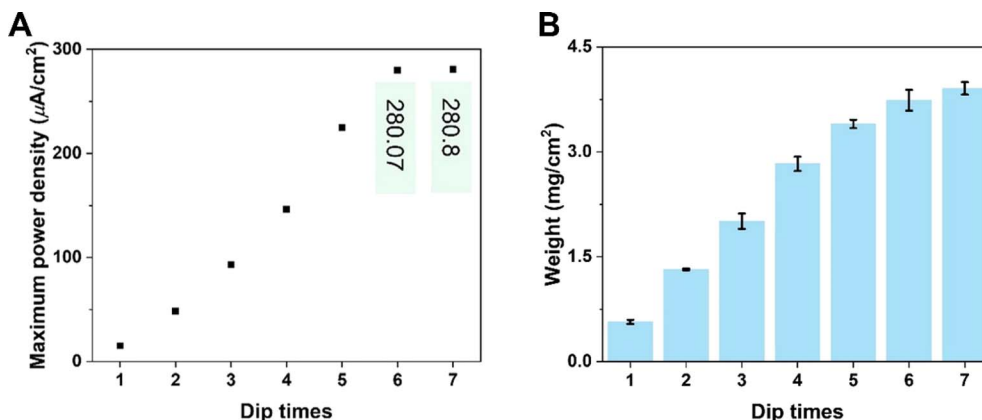 A
Maximum power density (μA/cm²)
300
200
100
0
280.07
280.8
1 2 3 4 5 6 7
Dip times
B
Weight (mg/cm²)
4.5
3.0
1.5
0.0
1 2 3 4 5 6 7
Dip times